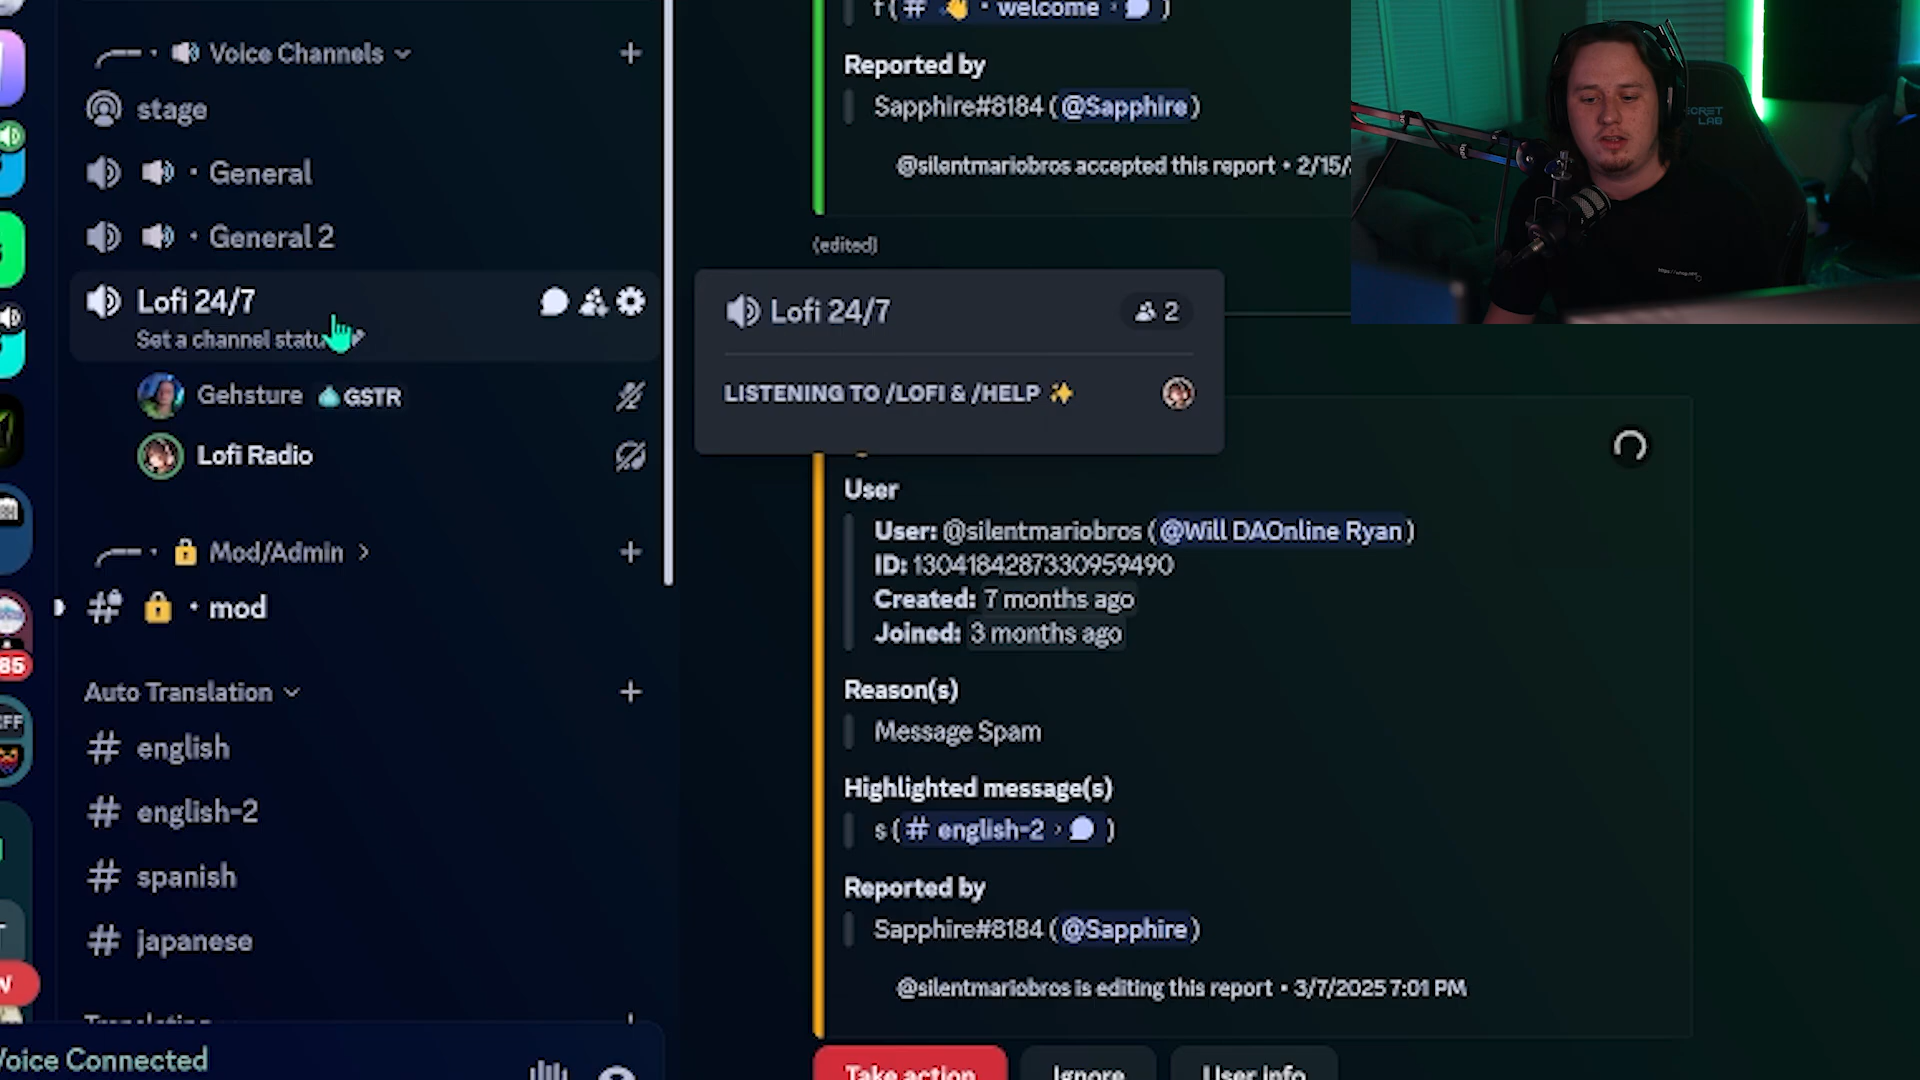 Voice Channels
stage
General
General 2
Lofi 24/7
Set a channel statu
Gehsture GSTR
Lofi Radio
Mod/Admin
mod
Auto Translation
english
english-2
spanish
japanese
Voice Connected
85
f ( # 👋 · welcome › )
Reported by
Sapphire#8184 ( @Sapphire )
@silentmariobros accepted this report • 2/15/
(edited)
Lofi 24/7
2
LISTENING TO /LOFI & /HELP ✨
User
User: @silentmariobros ( @Will DAOnline Ryan )
ID: 1304184287330959490
Created: 7 months ago
Joined: 3 months ago
Reason(s)
Message Spam
Highlighted message(s)
s ( # english-2 › )
Reported by
Sapphire#8184 ( @Sapphire )
@silentmariobros is editing this report • 3/7/2025 7:01 PM
Take action
Ignore
User info
CRET
LAB